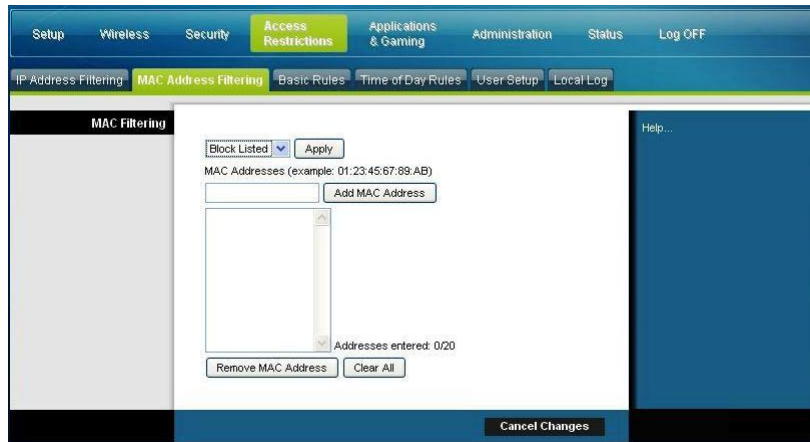 Setup Wireless Security Access Restrictions Applications & Gaming Administration Status Log OFF
IP Address Filtering MAC Address Filtering Basic Rules Time of Day Rules User Setup Local Log
MAC Filtering
Help...
Block Listed Apply
MAC Addresses (example: 01:23:45:67:89:AB)
Add MAC Address
Addresses entered: 0/20
Remove MAC Address Clear All
Cancel Changes